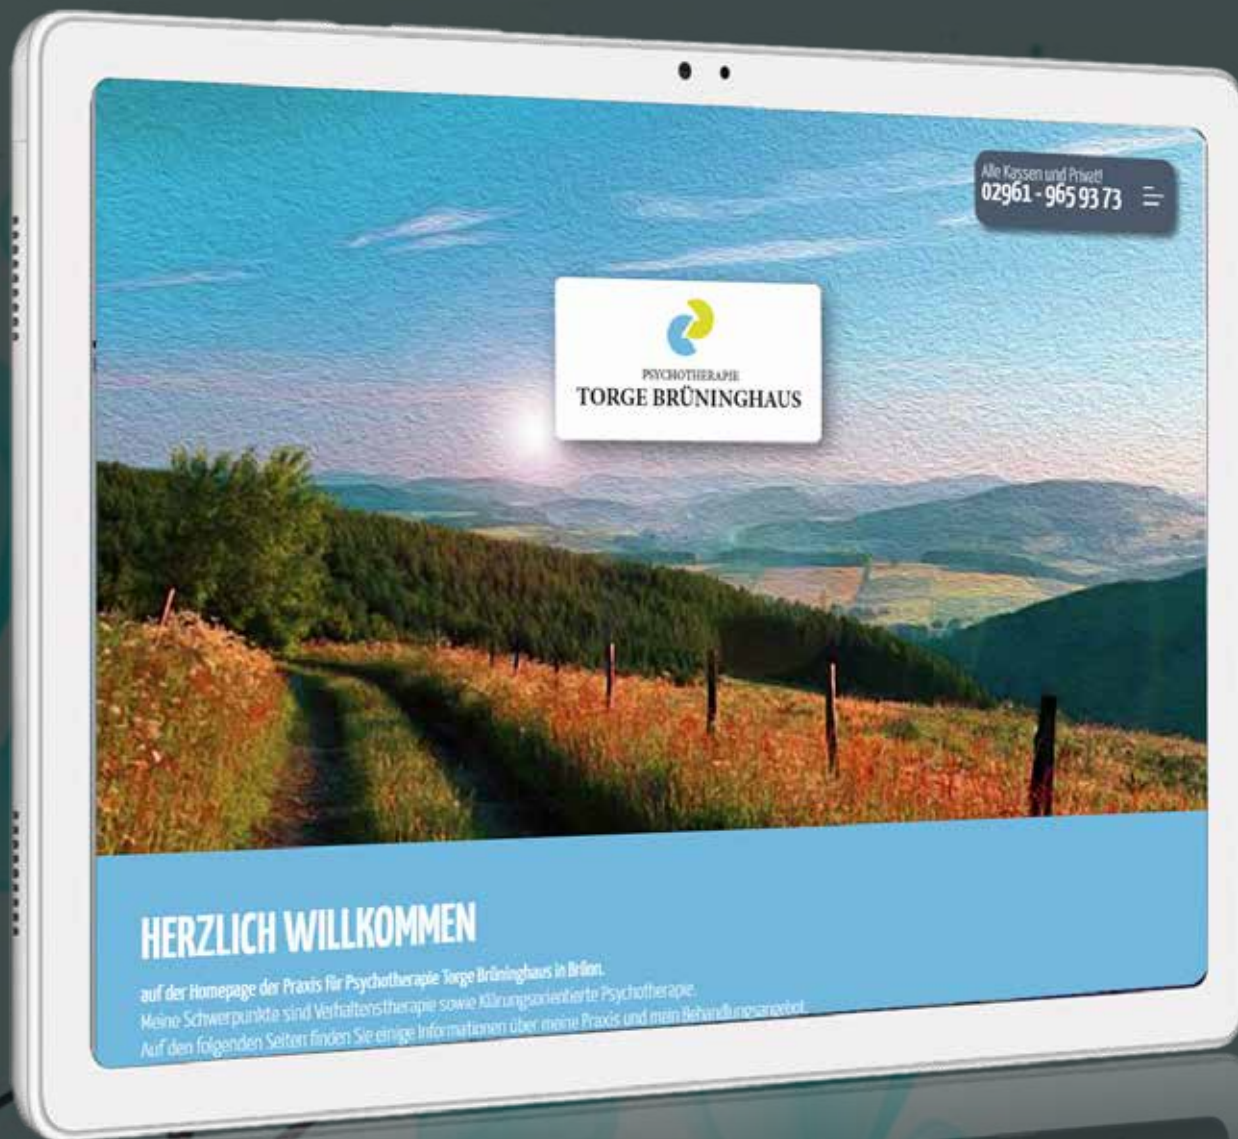 Alle Kassen und Privat!
02961 - 965 93 73
PSYCHOTHERAPIE
TORGE BRÜNINGHAUS
HERZLICH WILLKOMMEN
auf der Homepage der Praxis für Psychotherapie Torge Brüninghaus in Brilon.
Meine Schwerpunkte sind Verhaltenstherapie sowie Klärungsorientierte Psychotherapie.
Auf den folgenden Seiten finden Sie einige Informationen über meine Praxis und mein Behandlungsangebot.